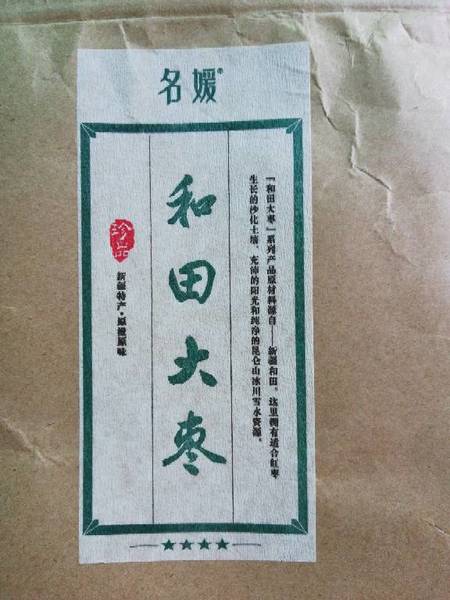 名媛®
「和田大枣」系列产品原材料源自——新疆和田。这里拥有适合红枣
生长的沙化土壤、充沛的阳光和纯净的昆仑山冰川雪水资源。
和田大枣
珍品
新疆特产·原滋原味